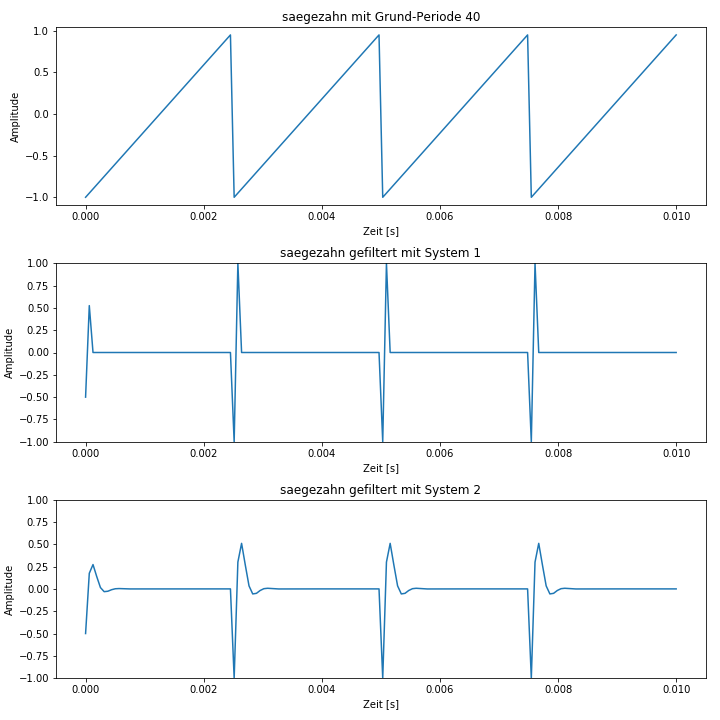 saegezahn mit Grund-Periode 40
1.0
0.5
0.0
−0.5
−1.0
Amplitude
0.000 0.002 0.004 0.006 0.008 0.010
Zeit [s]
saegezahn gefiltert mit System 1
1.00
0.75
0.50
0.25
0.00
−0.25
−0.50
−0.75
−1.00
Amplitude
0.000 0.002 0.004 0.006 0.008 0.010
Zeit [s]
saegezahn gefiltert mit System 2
1.00
0.75
0.50
0.25
0.00
−0.25
−0.50
−0.75
−1.00
Amplitude
0.000 0.002 0.004 0.006 0.008 0.010
Zeit [s]